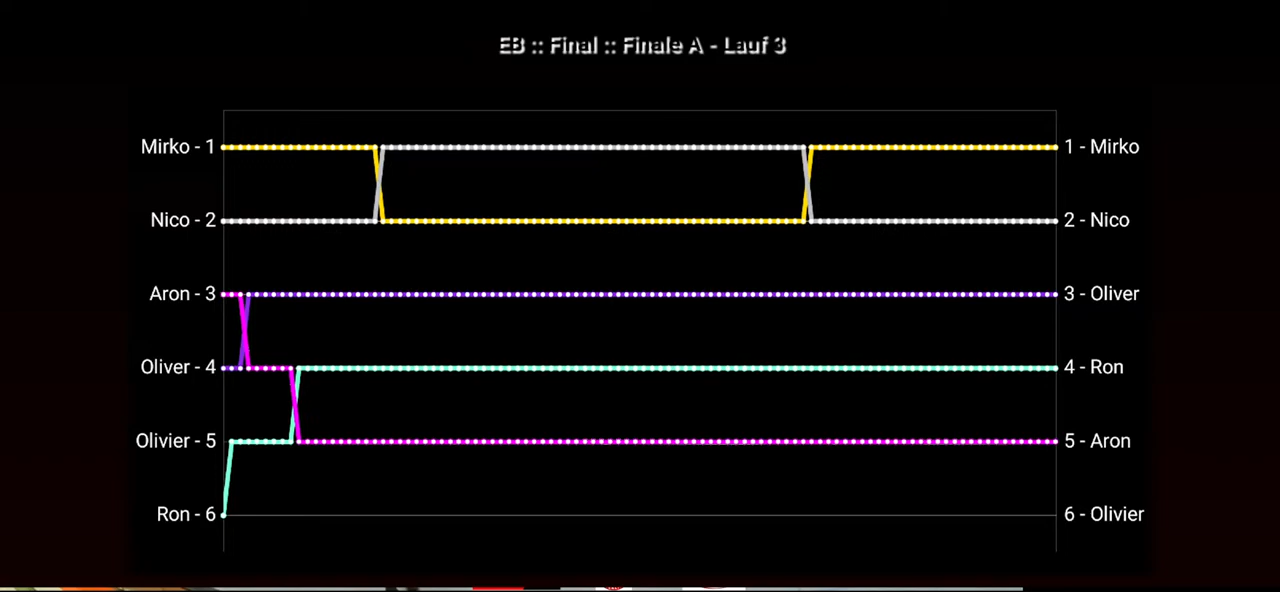 EB :: Final :: Finale A - Lauf 3
Mirko - 1
1 - Mirko
Nico - 2
2 - Nico
Aron - 3
3 - Oliver
Oliver - 4
4 - Ron
Olivier - 5
5 - Aron
Ron - 6
6 - Olivier